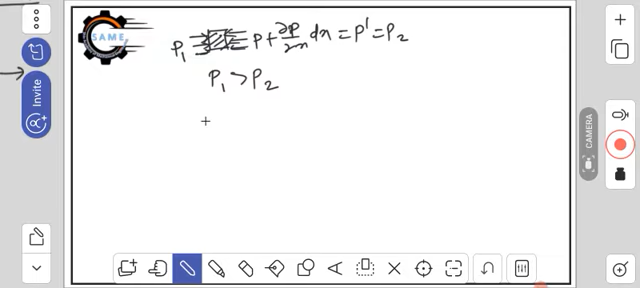 SAME
P₁ P + ∂P/∂x dx = P' = P₂
P₁ > P₂
Invite
CAMERA